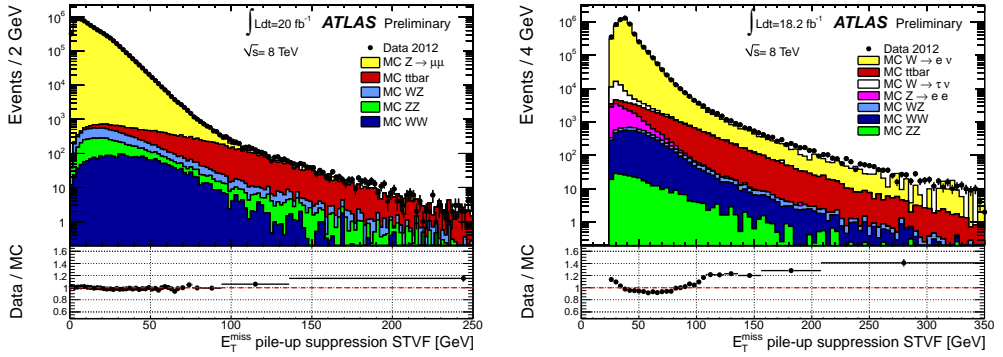 ∫Ldt=20 fb⁻¹ ATLAS Preliminary
√s= 8 TeV
Data 2012
MC Z → μμ
MC ttbar
MC WZ
MC ZZ
MC WW
Events / 2 GeV
10⁶
10⁵
10⁴
10³
10²
10
1
Data / MC
1.6
1.4
1.2
1.0
0.8
0.6
0 50 100 150 200 250
E_T^miss pile-up suppression STVF [GeV]
∫Ldt=18.2 fb⁻¹ ATLAS Preliminary
√s= 8 TeV
Data 2012
MC W → e ν
MC ttbar
MC W → τ ν
MC Z → e e
MC WZ
MC WW
MC ZZ
Events / 4 GeV
10⁶
10⁵
10⁴
10³
10²
10
1
Data / MC
1.6
1.4
1.2
1.0
0.8
0.6
0 50 100 150 200 250 300 350
E_T^miss pile-up suppression STVF [GeV]